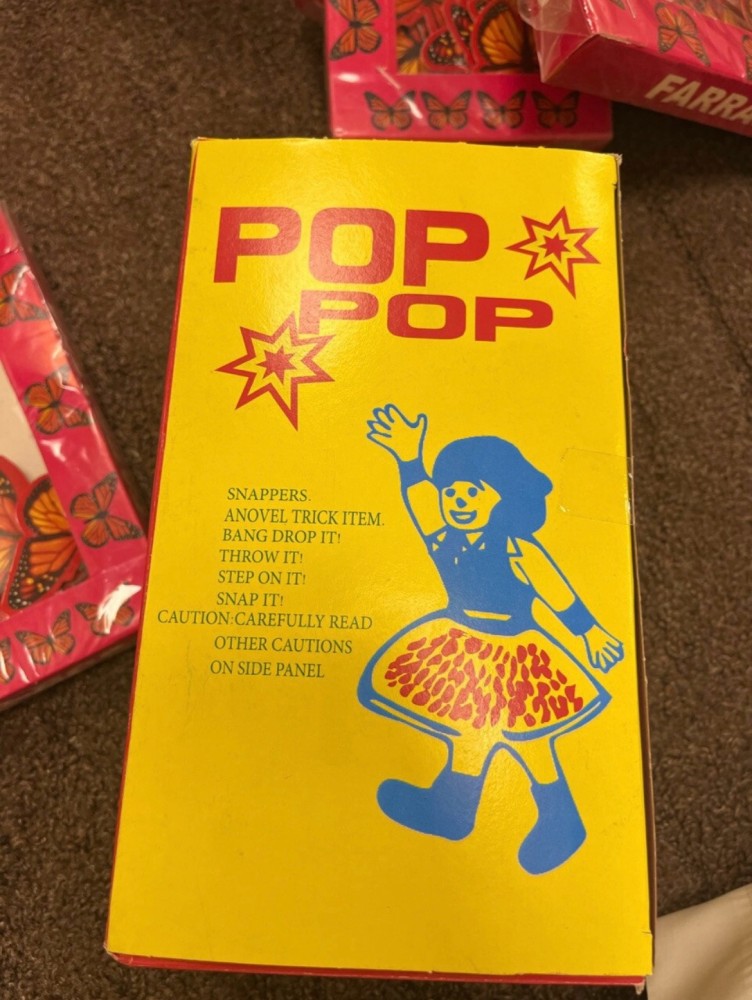 POP
POP
SNAPPERS.
ANOVEL TRICK ITEM.
BANG DROP IT!
THROW IT!
STEP ON IT!
SNAP IT!
CAUTION:CAREFULLY READ
OTHER CAUTIONS
ON SIDE PANEL